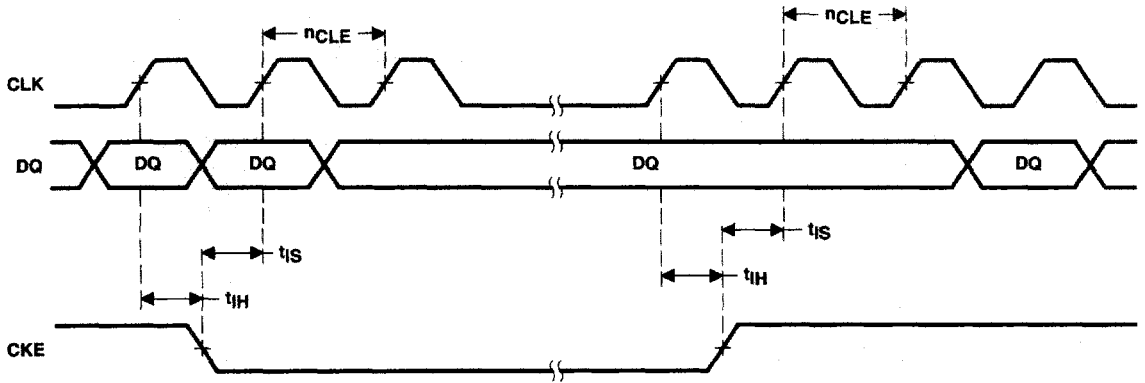 nCLE nCLE
CLK
DQ DQ DQ DQ DQ
tIS tIS
tIH tIH
CKE